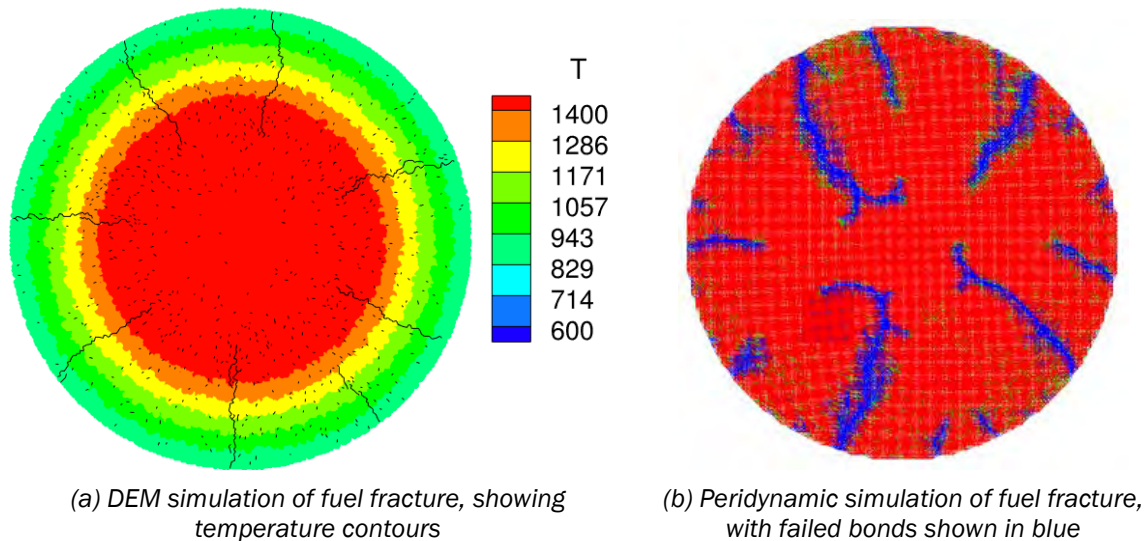 T
1400
1286
1171
1057
943
829
714
600
(a) DEM simulation of fuel fracture, showing
temperature contours
(b) Peridynamic simulation of fuel fracture,
with failed bonds shown in blue